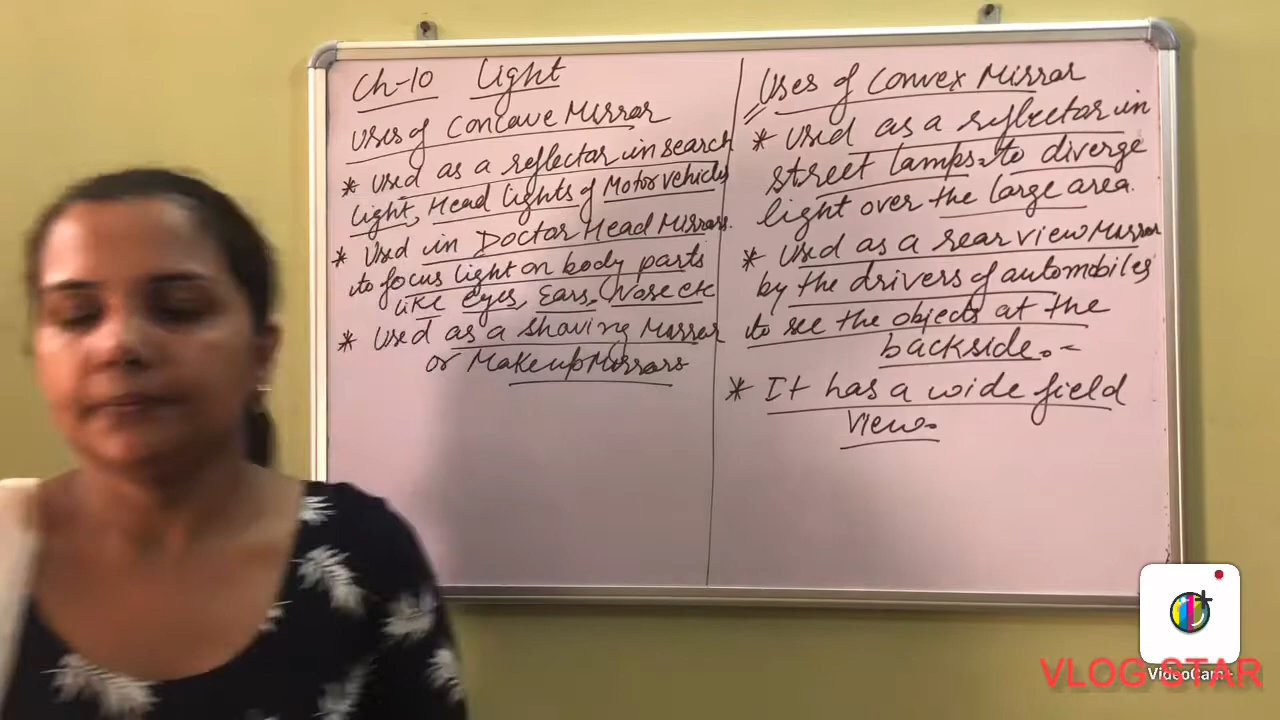 Ch-10 Light
Uses of Concave Mirror
* Used as a reflector in search
light, Head lights of Motor vehicles
* Used in Doctor Head Mirrors.
to focus light on body parts
like eyes, Ears, Nose etc
* Used as a shaving Mirror
or Makeup Mirrors
Uses of Convex Mirror
* Used as a reflector in
street lamps to diverge
light over the large area.
* Used as a rear view Mirror
by the drivers of automobiles
to see the objects at the
backside.
* It has a wide field
view.
VideoCame
VLOG STAR